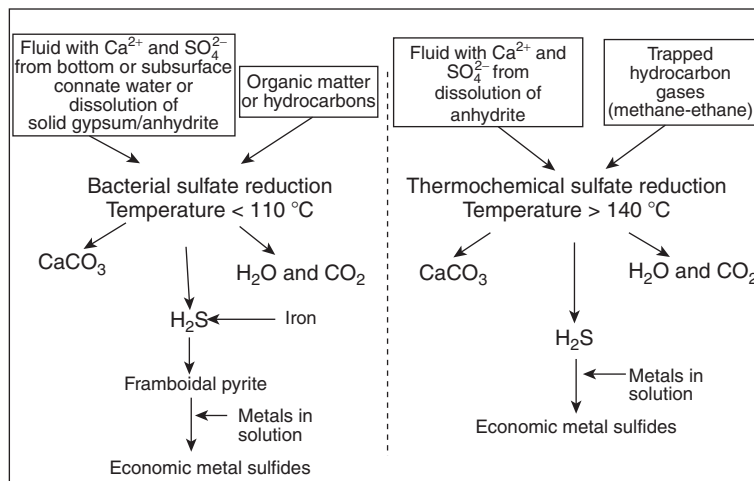 Fluid with Ca²⁺ and SO₄²⁻
from bottom or subsurface
connate water or
dissolution of
solid gypsum/anhydrite
Organic matter
or hydrocarbons
Bacterial sulfate reduction
Temperature < 110 °C
CaCO₃
H₂O and CO₂
H₂S
Iron
Framboidal pyrite
Metals in
solution
Economic metal sulfides
Fluid with Ca²⁺ and
SO₄²⁻ from
dissolution of
anhydrite
Trapped
hydrocarbon
gases
(methane-ethane)
Thermochemical sulfate reduction
Temperature > 140 °C
CaCO₃
H₂O and CO₂
H₂S
Metals in
solution
Economic metal sulfides